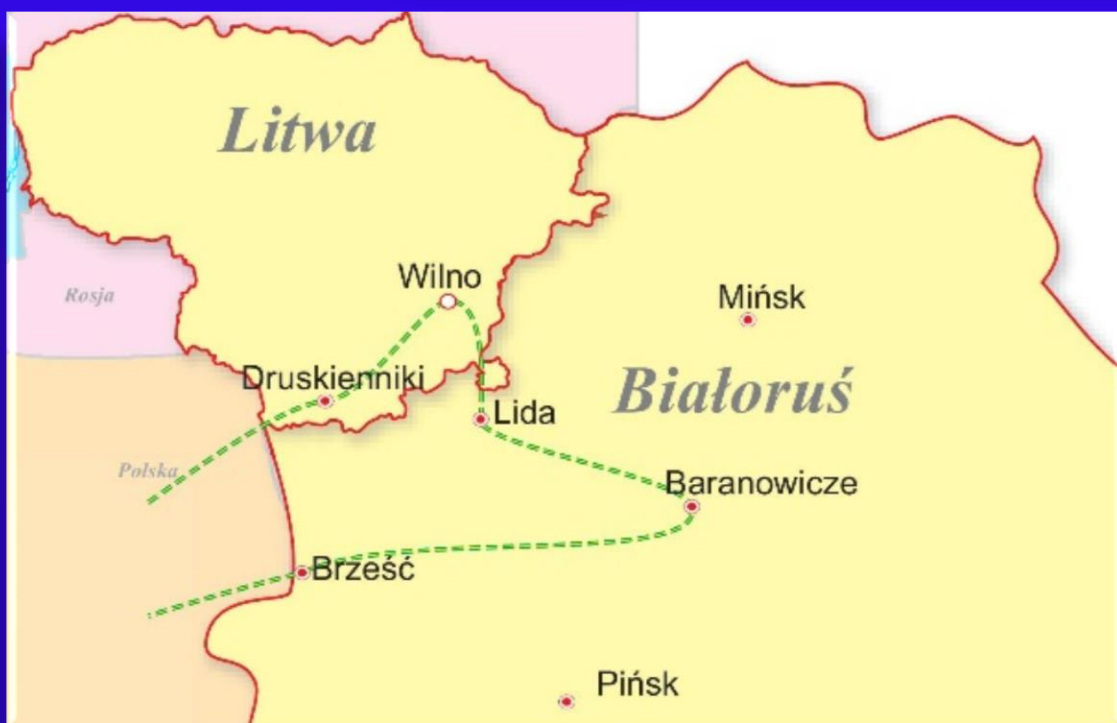 Litwa
Wilno
Rosja
Mińsk
Druskienniki
Białoruś
Lida
Polska
Baranowicze
Brześć
Pińsk